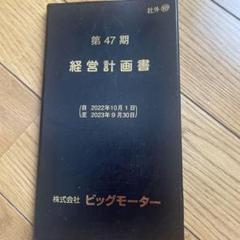 社外㊙
第47期
経営計画書
(自 2022年10月1日)
(至 2023年9月30日)
株式会社 ビッグモーター